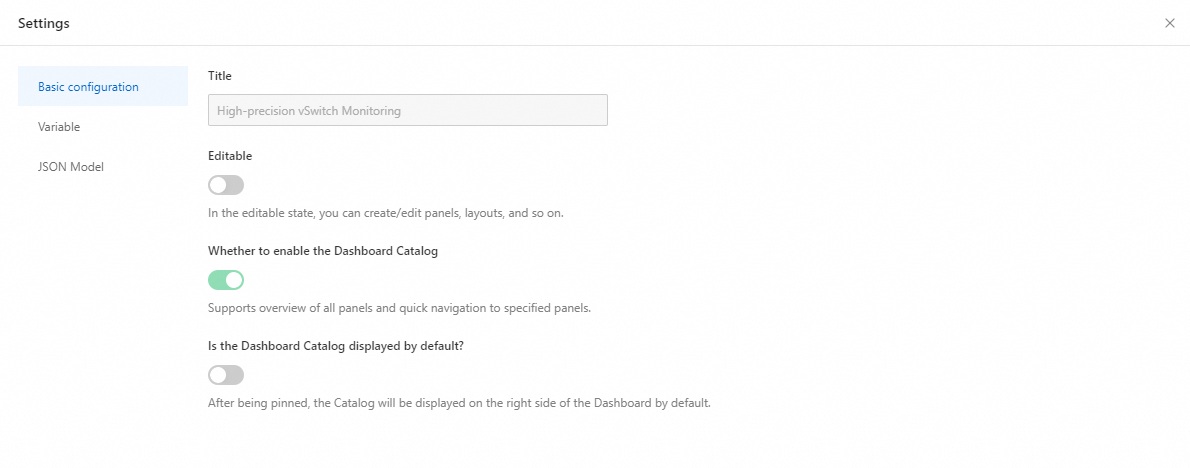 Settings
Basic configuration
Variable
JSON Model
Title
High-precision vSwitch Monitoring
Editable
In the editable state, you can create/edit panels, layouts, and so on.
Whether to enable the Dashboard Catalog
Supports overview of all panels and quick navigation to specified panels.
Is the Dashboard Catalog displayed by default?
After being pinned, the Catalog will be displayed on the right side of the Dashboard by default.